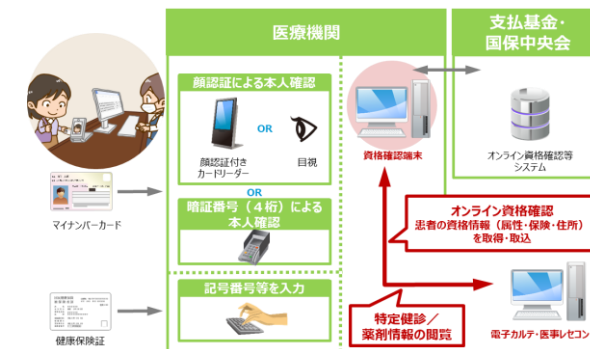 医療機関
支払基金・
国保中央会
顔認証による本人確認
OR
顔認証付き
カードリーダー
目視
OR
暗証番号(4桁)による
本人確認
記号番号等を入力
マイナンバーカード
健康保険証
資格確認端末
オンライン資格確認等
システム
オンライン資格確認
患者の資格情報(属性・保険・住所)
を取得・取込
特定健診/
薬剤情報の閲覧
電子カルテ・医事レセコン